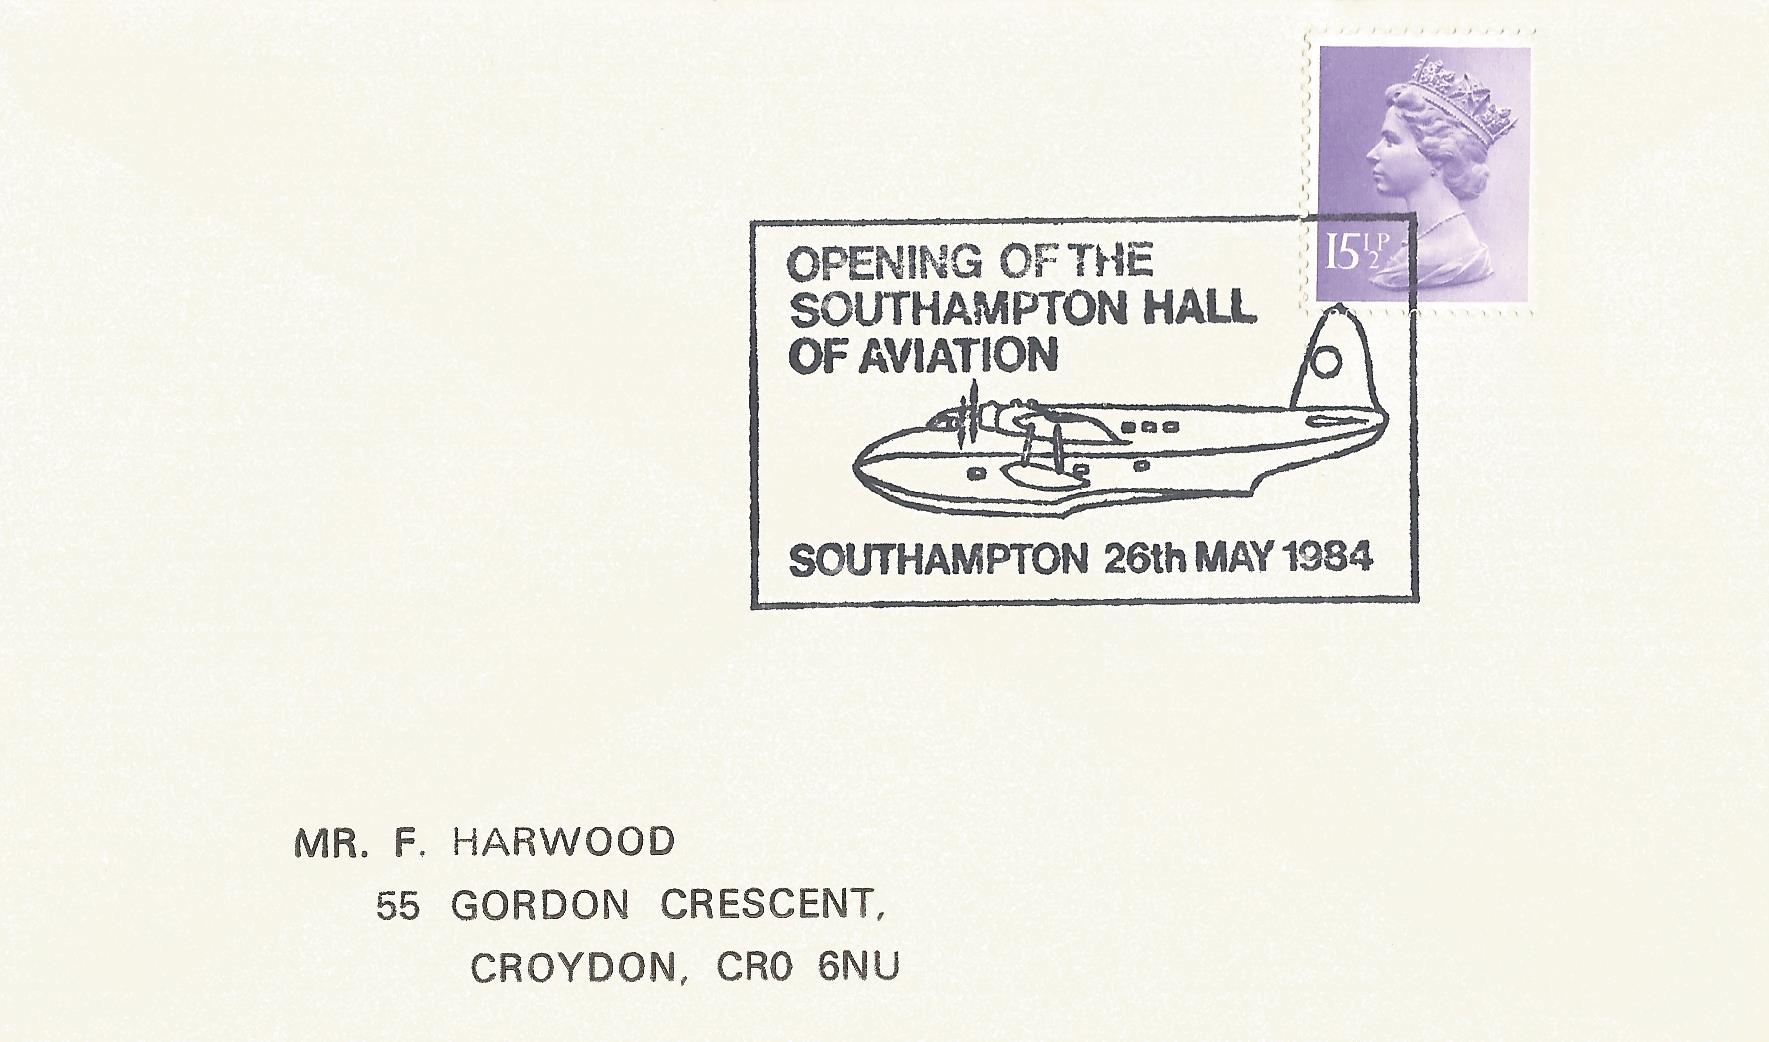 15½P
OPENING OF THE
SOUTHAMPTON HALL
OF AVIATION
SOUTHAMPTON 26th MAY 1984
MR. F. HARWOOD
55 GORDON CRESCENT,
CROYDON, CR0 6NU